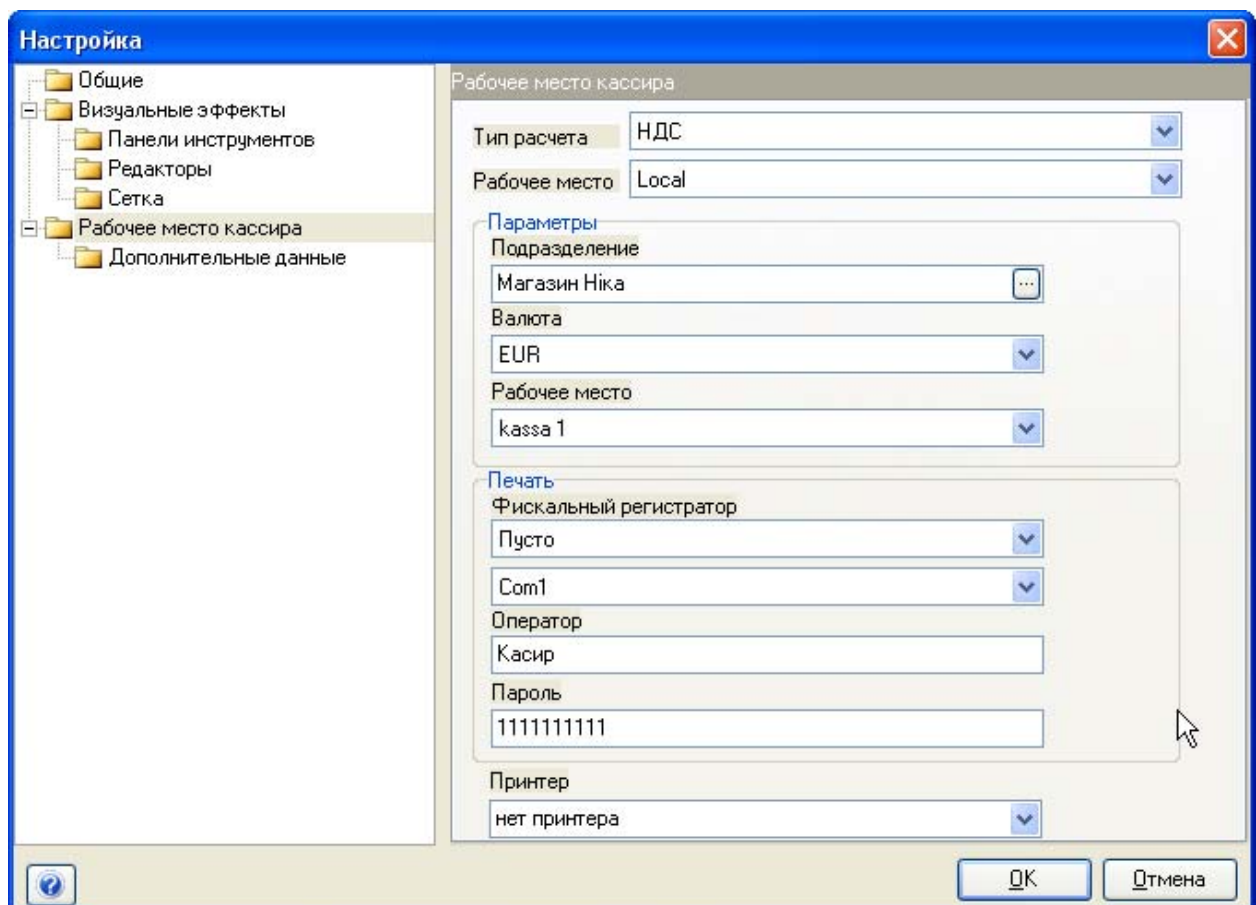 Настройка
Общие
Визуальные эффекты
Панели инструментов
Редакторы
Сетка
Рабочее место кассира
Дополнительные данные
Рабочее место кассира
Тип расчета НДС
Рабочее место Local
Параметры
Подразделение
Магазин Ніка ...
Валюта
EUR
Рабочее место
kassa 1
Печать
Фискальный регистратор
Пусто
Com1
Оператор
Касир
Пароль
1111111111
Принтер
нет принтера
? OK Отмена